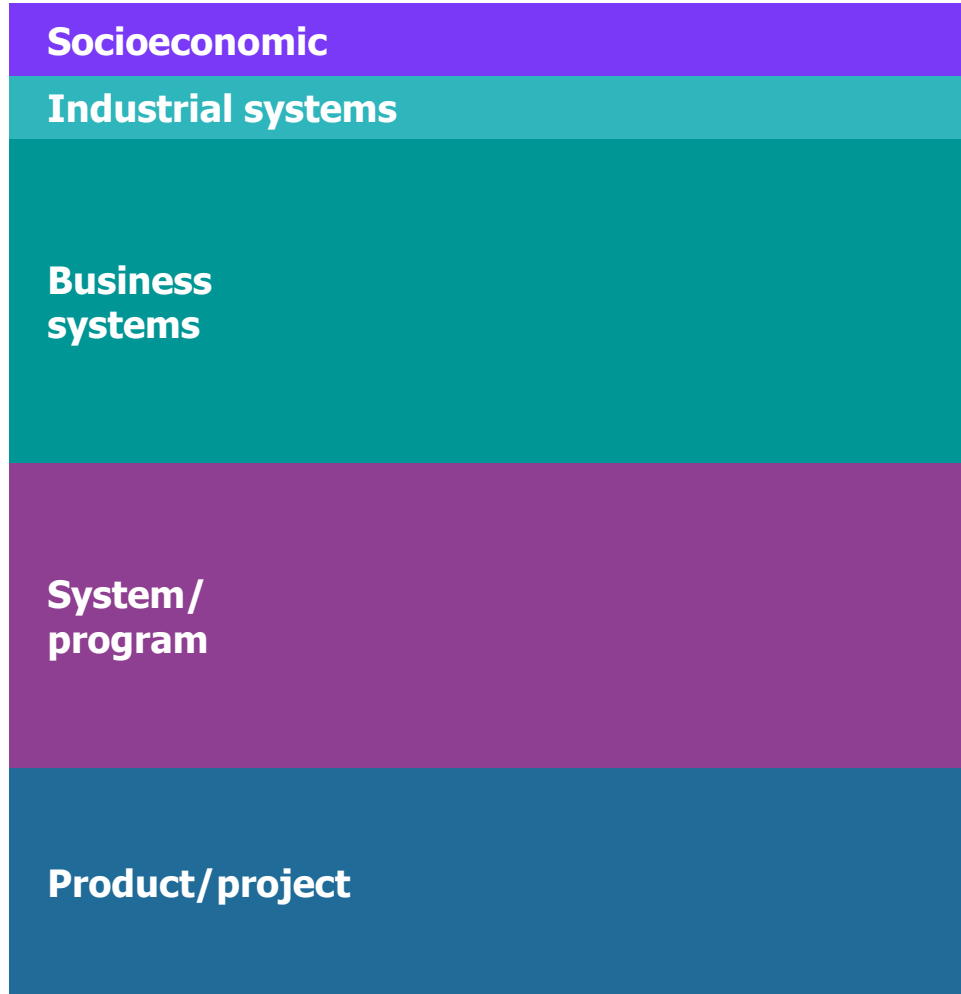 Socioeconomic
Industrial systems
Business
systems
System/
program
Product/project